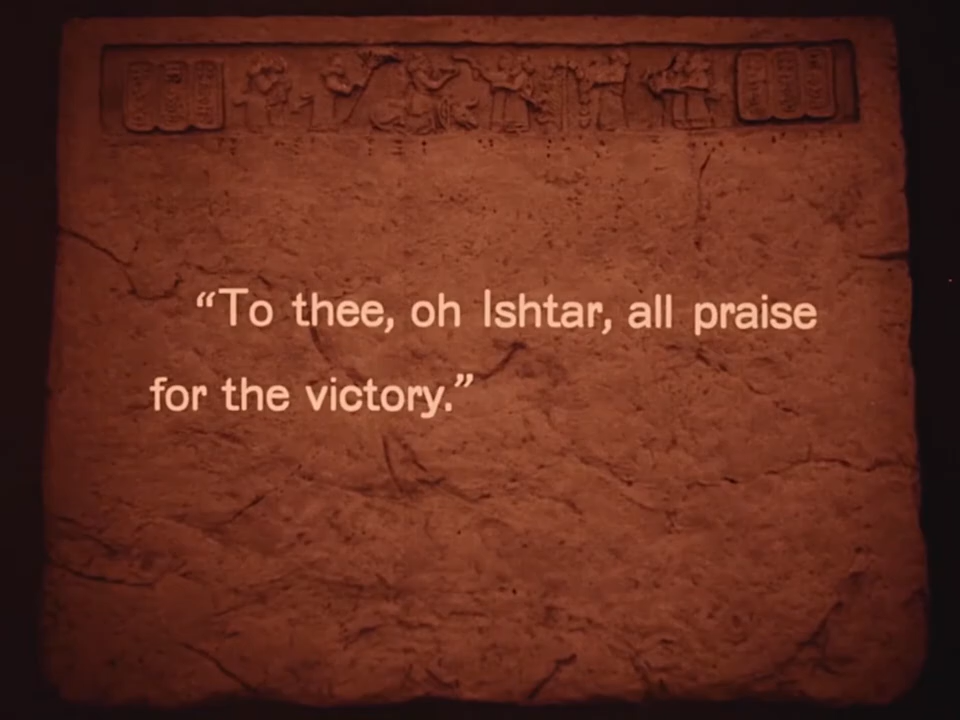 “To thee, oh Ishtar, all praise
for the victory.”